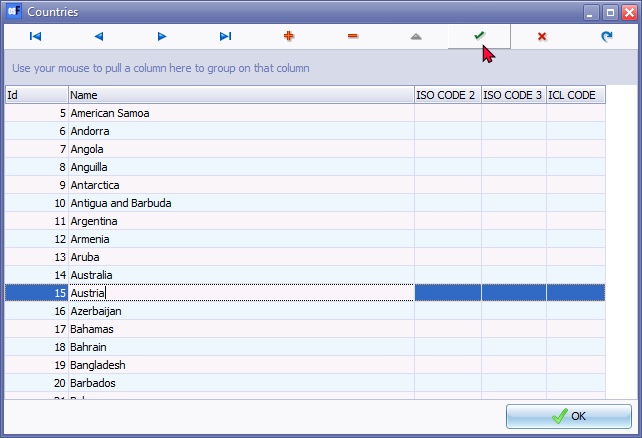 Countries
Use your mouse to pull a column here to group on that column
Id Name ISO CODE 2 ISO CODE 3 ICL CODE
5 American Samoa
6 Andorra
7 Angola
8 Anguilla
9 Antarctica
10 Antigua and Barbuda
11 Argentina
12 Armenia
13 Aruba
14 Australia
15 Austria
16 Azerbaijan
17 Bahamas
18 Bahrain
19 Bangladesh
20 Barbados
OK